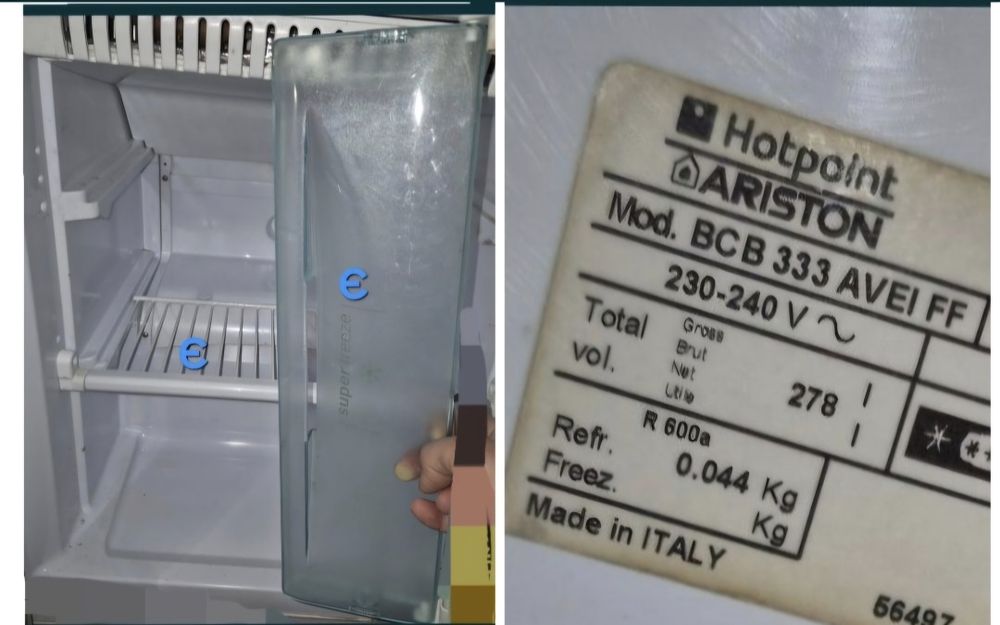 Є
Є
super freeze
Hotpoint
ARISTON
Mod. BCB 333 AVEI FF
230-240 V ~
Total vol.
Gross
Brut
Net
Utile
278 l
l
Refr. R 600a 0.044 Kg
Freez. Kg
Made in ITALY
56497